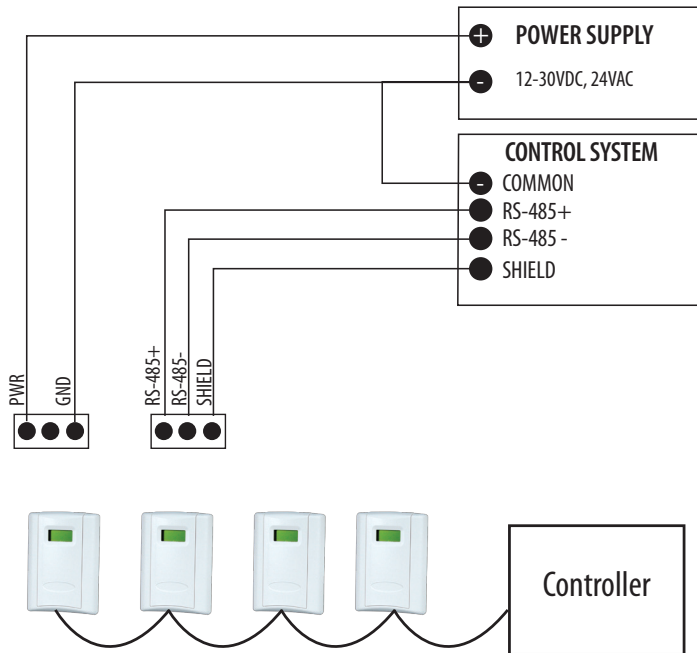 POWER SUPPLY
12-30VDC, 24VAC
CONTROL SYSTEM
COMMON
RS-485+
RS-485 -
SHIELD
PWR
GND
RS-485+
RS-485-
SHIELD
Controller